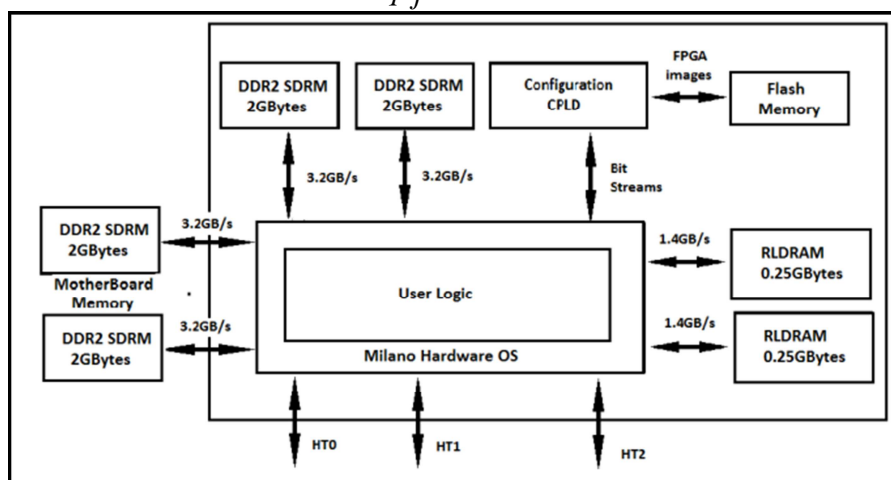 DDR2 SDRM
2GBytes
DDR2 SDRM
2GBytes
Configuration
CPLD
FPGA
images
Flash
Memory
3.2GB/s
3.2GB/s
Bit
Streams
DDR2 SDRM
2GBytes
3.2GB/s
MotherBoard
Memory
DDR2 SDRM
2GBytes
3.2GB/s
User Logic
Milano Hardware OS
1.4GB/s
RLDRAM
0.25GBytes
1.4GB/s
RLDRAM
0.25GBytes
HT0
HT1
HT2